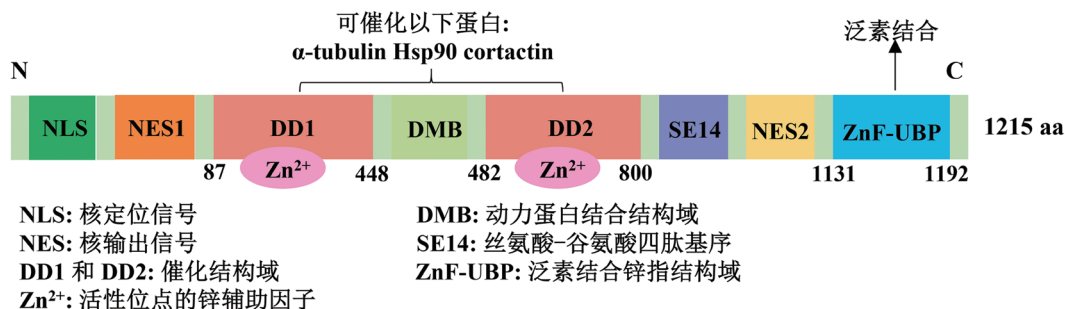 可催化以下蛋白:
α-tubulin Hsp90 cortactin
泛素结合
N
C
NLS NES1 DD1 DMB DD2 SE14 NES2 ZnF-UBP
1215 aa
Zn²⁺ Zn²⁺
87 448 482 800 1131 1192
NLS: 核定位信号
NES: 核输出信号
DD1 和 DD2: 催化结构域
Zn²⁺: 活性位点的锌辅助因子
DMB: 动力蛋白结合结构域
SE14: 丝氨酸-谷氨酸四肽基序
ZnF-UBP: 泛素结合锌指结构域